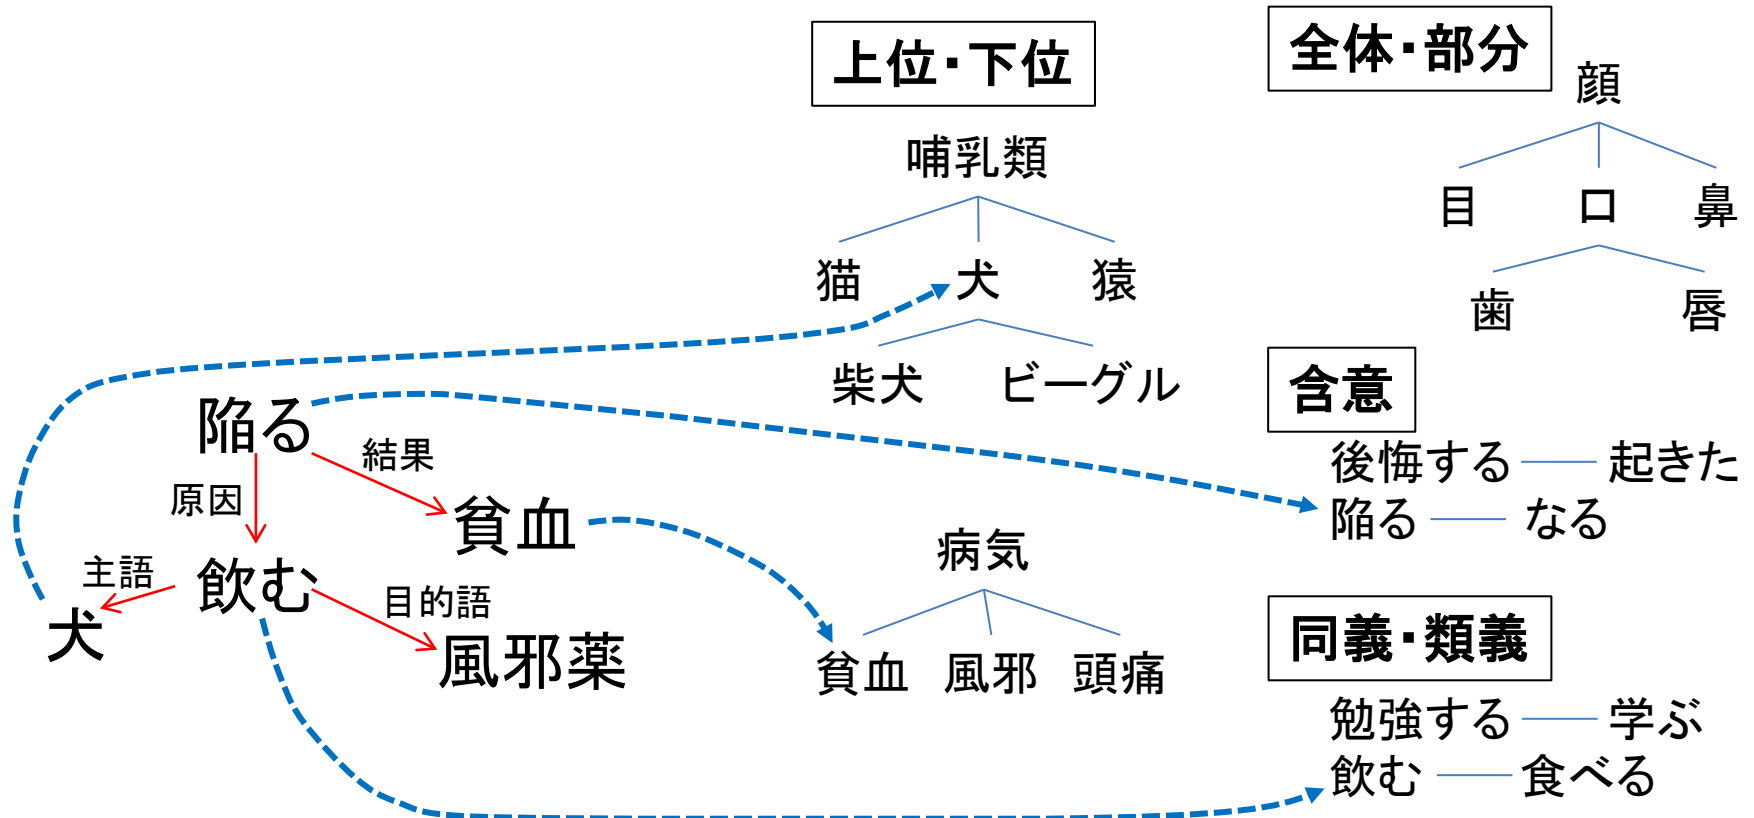 上位・下位
哺乳類
猫 犬 猿
柴犬 ビーグル
全体・部分
顔
目 口 鼻
歯 唇
陥る
結果
原因
貧血
主語
飲む
目的語
犬
風邪薬
病気
貧血 風邪 頭痛
含意
後悔する 起きた
陥る なる
同義・類義
勉強する 学ぶ
飲む 食べる